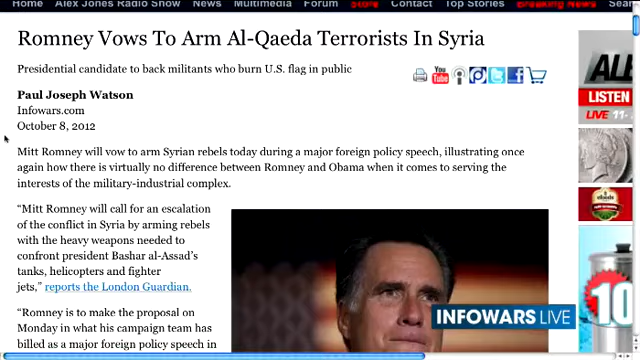 Home Alex Jones Radio Show News Multimedia Forum Store Contact Top Stories Breaking News
Romney Vows To Arm Al-Qaeda Terrorists In Syria
Presidential candidate to back militants who burn U.S. flag in public
You
Tube
Paul Joseph Watson
Infowars.com
October 8, 2012
LISTEN
LIVE
Mitt Romney will vow to arm Syrian rebels today during a major foreign policy speech, illustrating once
again how there is virtually no difference between Romney and Obama when it comes to serving the
interests of the military-industrial complex.
“Mitt Romney will call for an escalation
of the conflict in Syria by arming rebels
with the heavy weapons needed to
confront president Bashar al-Assad’s
tanks, helicopters and fighter
jets,” reports the London Guardian.
“Romney is to make the proposal on
Monday in what his campaign team has
billed as a major foreign policy speech in
INFOWARS LIVE
10